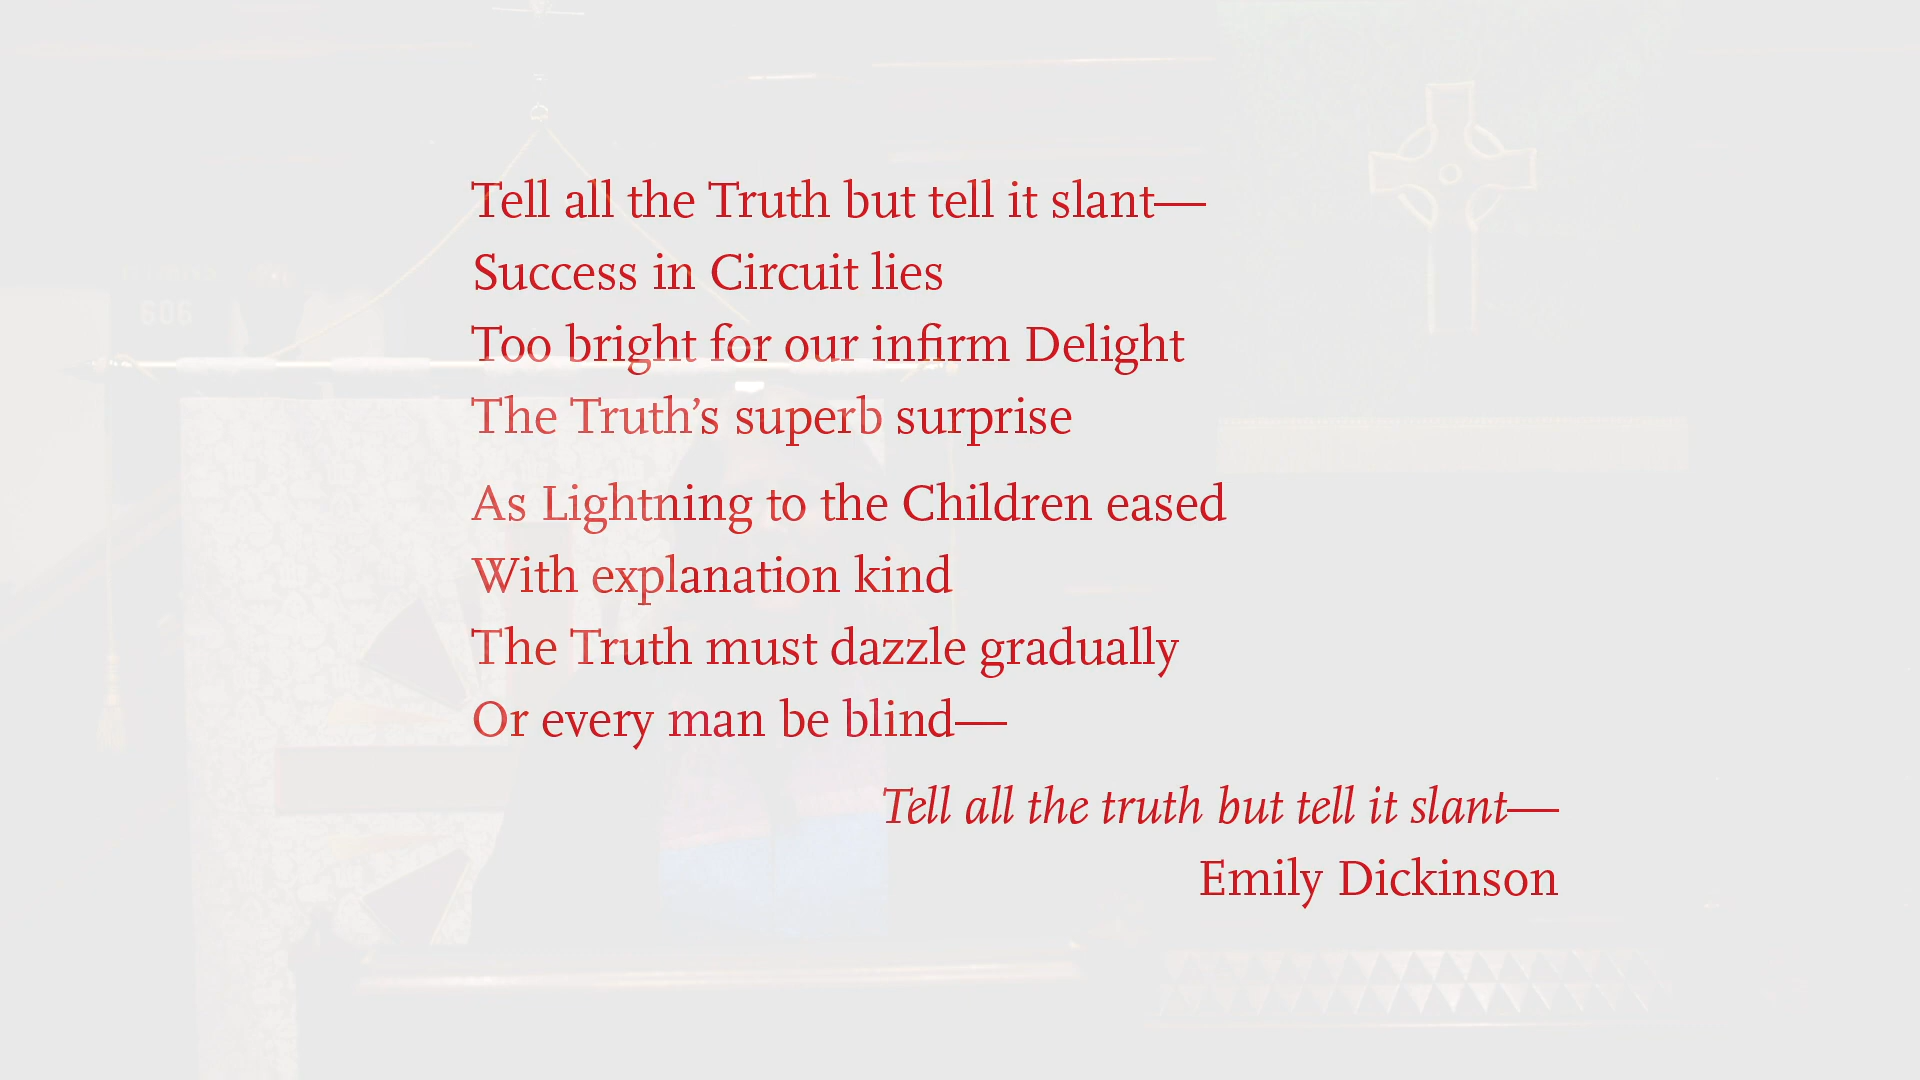 Tell all the Truth but tell it slant—
Success in Circuit lies
Too bright for our infirm Delight
The Truth’s superb surprise
As Lightning to the Children eased
With explanation kind
The Truth must dazzle gradually
Or every man be blind—
Tell all the truth but tell it slant—
Emily Dickinson
606